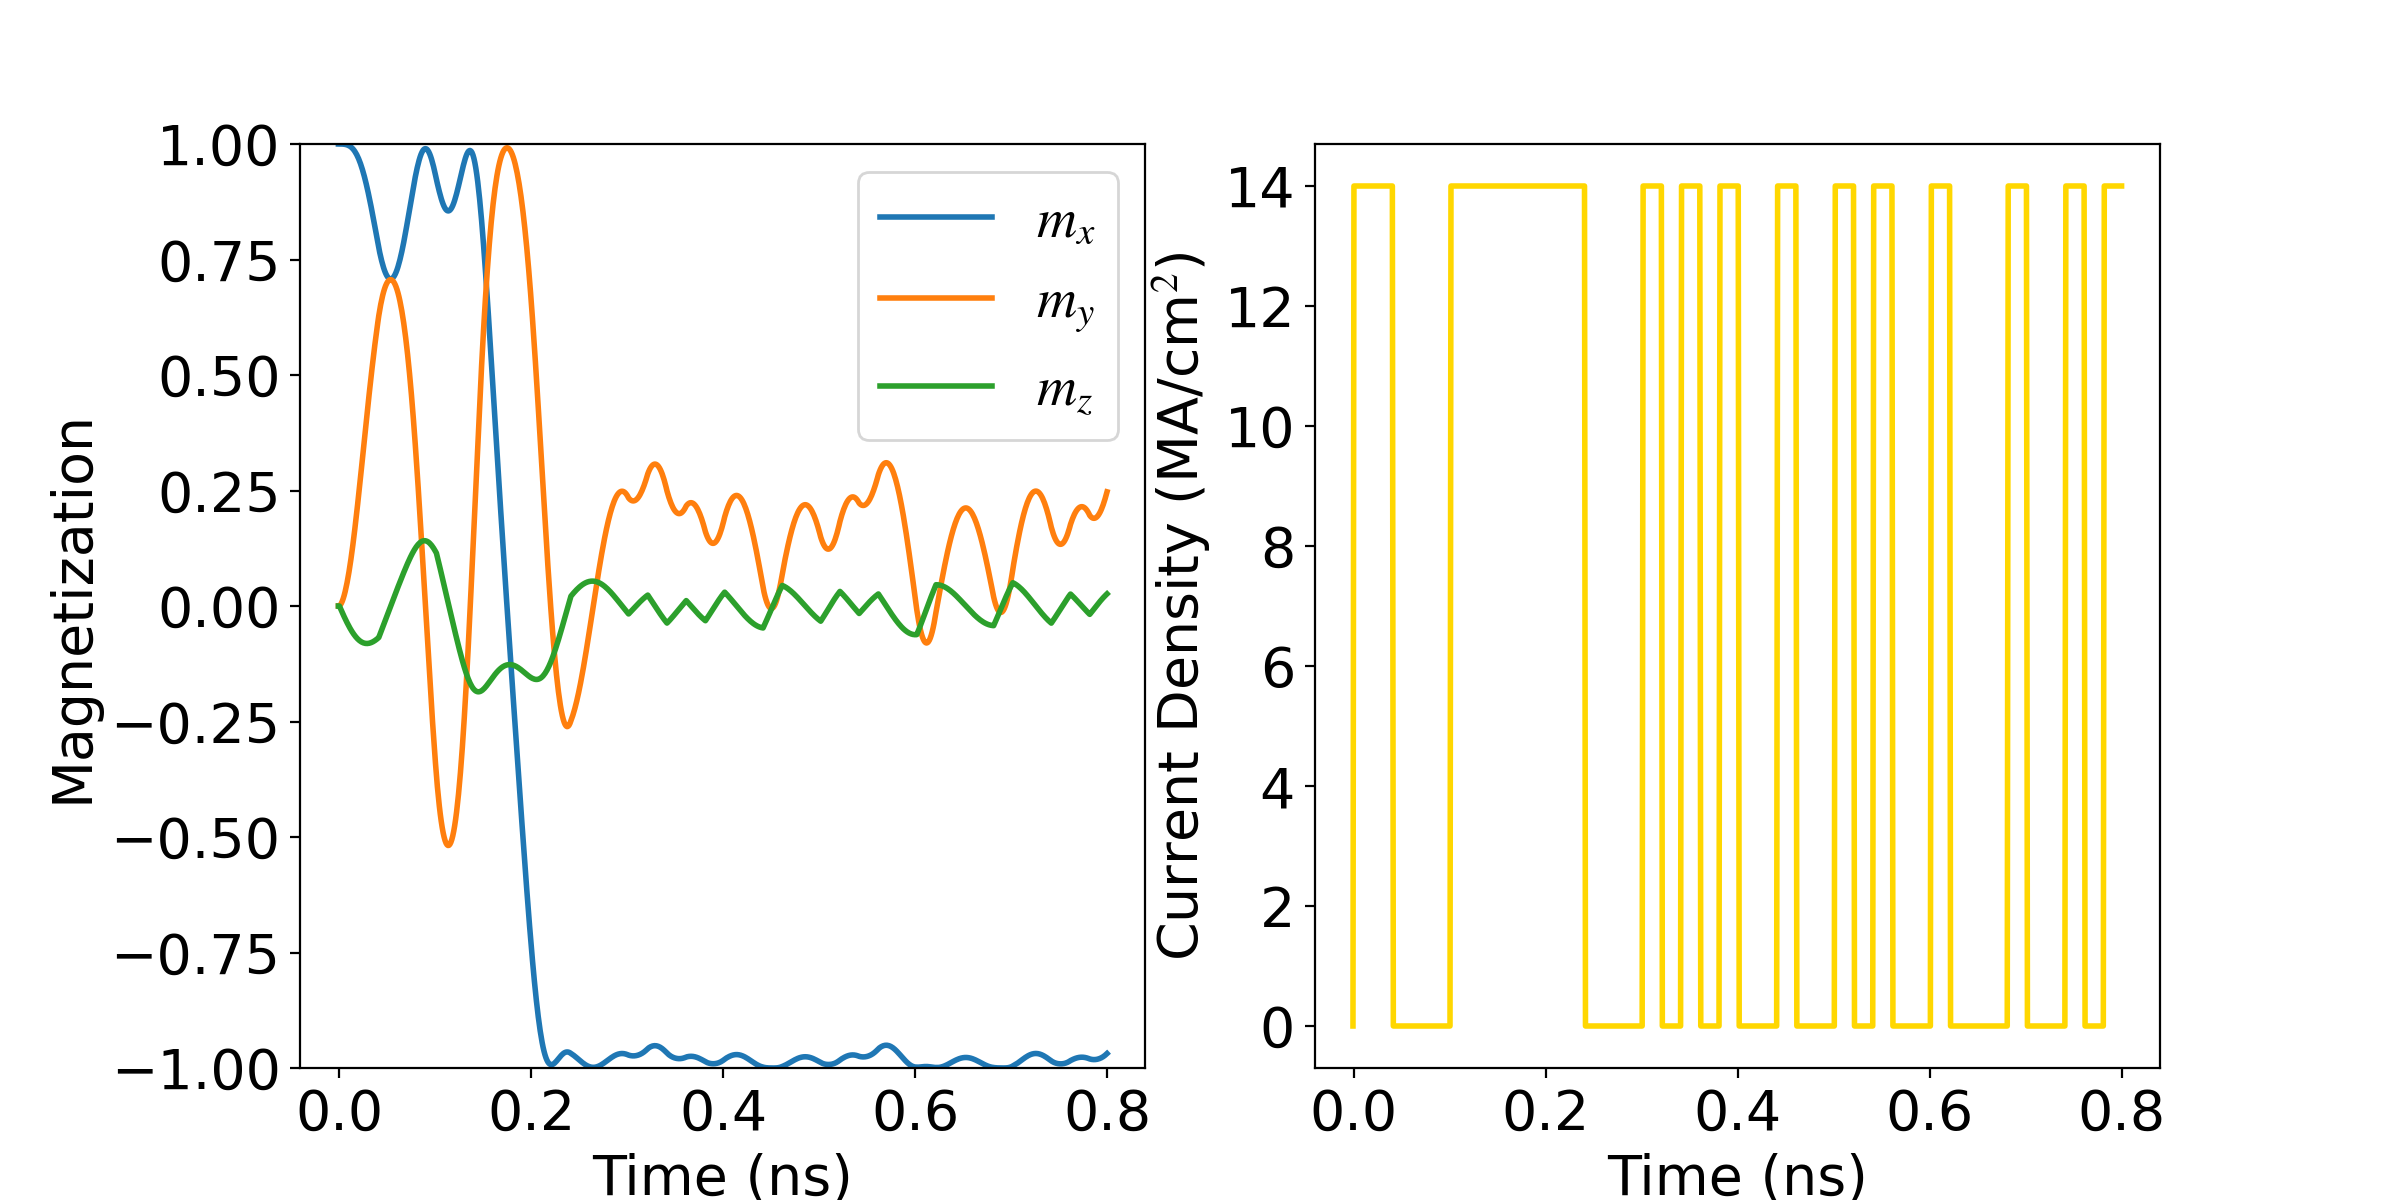 1.00
0.75
0.50
0.25
0.00
−0.25
−0.50
−0.75
−1.00
Magnetization
0.0 0.2 0.4 0.6 0.8
Time (ns)
m_x
m_y
m_z
14
12
10
8
6
4
2
0
Current Density (MA/cm²)
0.0 0.2 0.4 0.6 0.8
Time (ns)